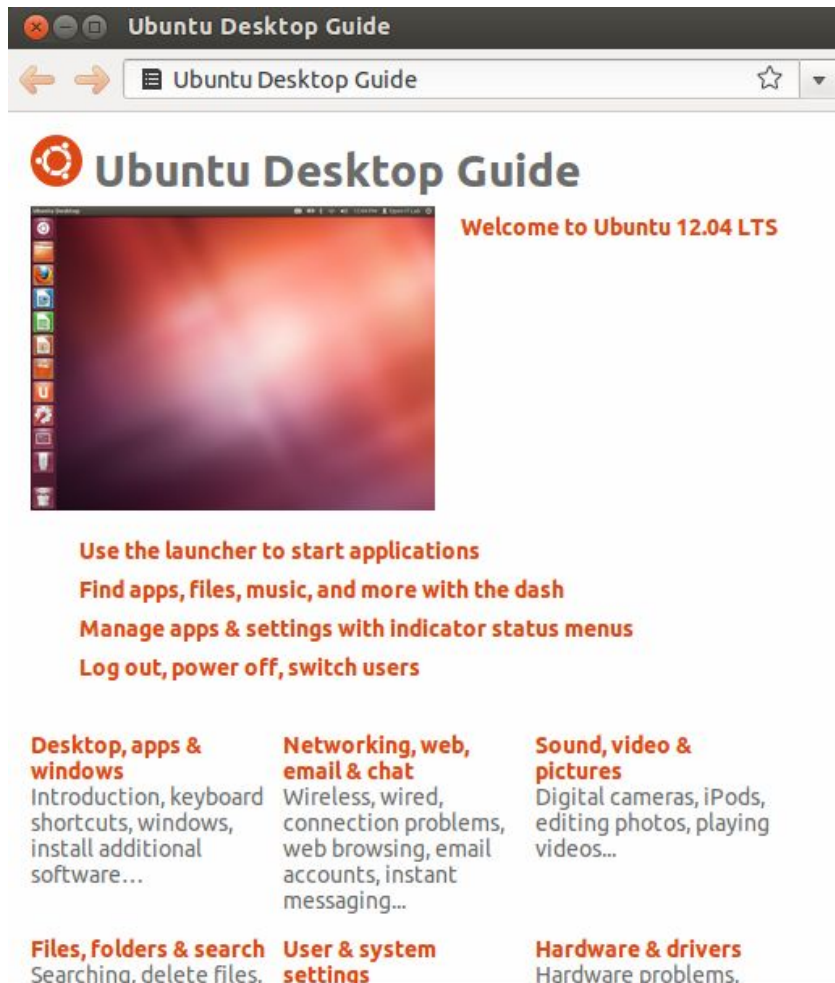 Ubuntu Desktop Guide
Ubuntu Desktop Guide
Ubuntu Desktop Guide
Welcome to Ubuntu 12.04 LTS
Use the launcher to start applications
Find apps, files, music, and more with the dash
Manage apps & settings with indicator status menus
Log out, power off, switch users
Desktop, apps &
windows
Introduction, keyboard
shortcuts, windows,
install additional
software…
Networking, web,
email & chat
Wireless, wired,
connection problems,
web browsing, email
accounts, instant
messaging...
Sound, video &
pictures
Digital cameras, iPods,
editing photos, playing
videos...
Files, folders & search
Searching, delete files,
User & system
settings
Hardware & drivers
Hardware problems,